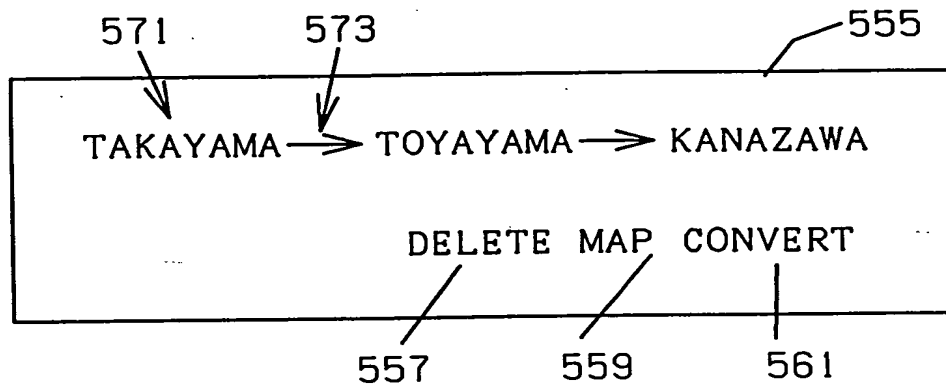 571 573 555
TAKAYAMA → TOYAYAMA → KANAZAWA
DELETE MAP CONVERT
557 559 561